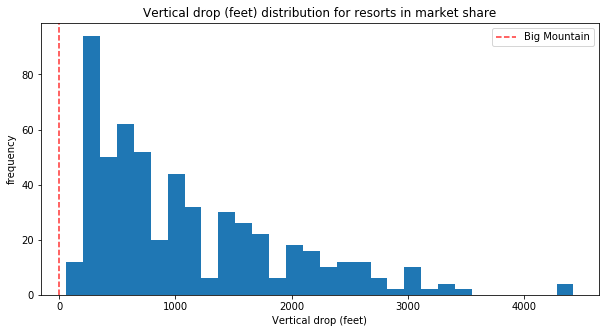 Vertical drop (feet) distribution for resorts in market share
Big Mountain
frequency
80
60
40
20
0
0 1000 2000 3000 4000
Vertical drop (feet)